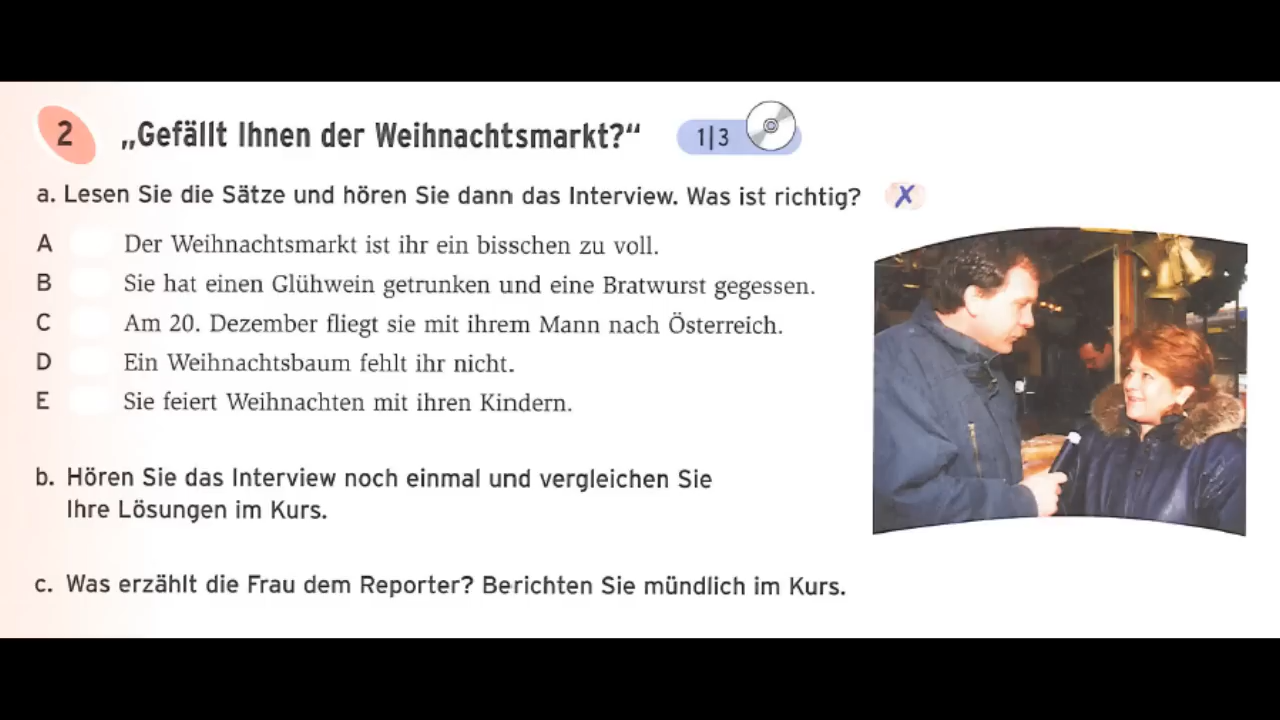 2 „Gefällt Ihnen der Weihnachtsmarkt?“ 1|3
a. Lesen Sie die Sätze und hören Sie dann das Interview. Was ist richtig? X
A Der Weihnachtsmarkt ist ihr ein bisschen zu voll.
B Sie hat einen Glühwein getrunken und eine Bratwurst gegessen.
C Am 20. Dezember fliegt sie mit ihrem Mann nach Österreich.
D Ein Weihnachtsbaum fehlt ihr nicht.
E Sie feiert Weihnachten mit ihren Kindern.
b. Hören Sie das Interview noch einmal und vergleichen Sie
Ihre Lösungen im Kurs.
c. Was erzählt die Frau dem Reporter? Berichten Sie mündlich im Kurs.